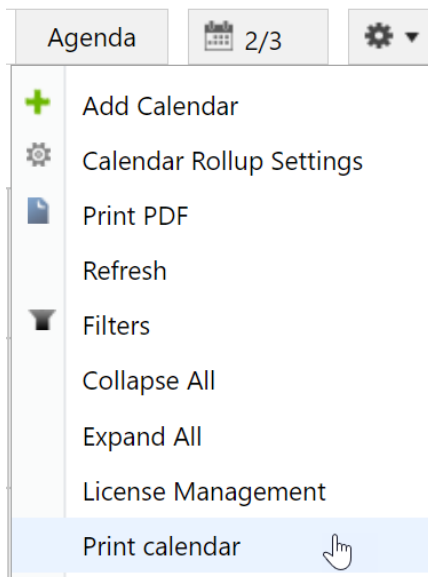 Agenda 2/3
Add Calendar
Calendar Rollup Settings
Print PDF
Refresh
Filters
Collapse All
Expand All
License Management
Print calendar